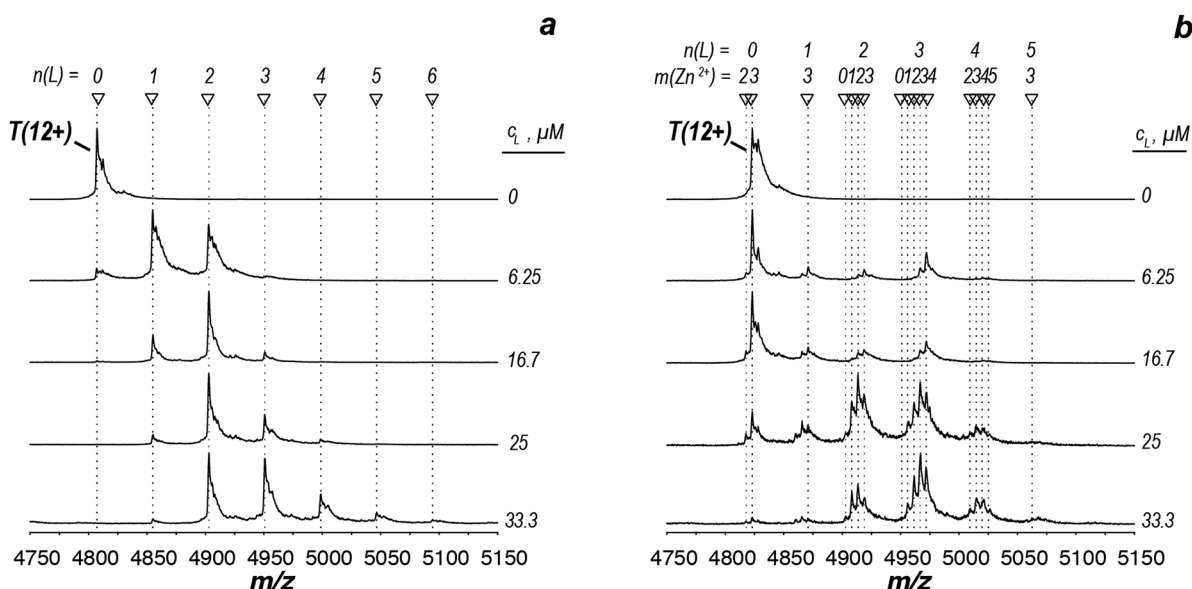 a
n(L) = 0 1 2 3 4 5 6
T(12+)
c_L , μM
0
6.25
16.7
25
33.3
4750 4800 4850 4900 4950 5000 5050 5100 5150
m/z
b
n(L) = 0 1 2 3 4 5
m(Zn²⁺) = 23 3 0123 01234 2345 3
T(12+)
c_L , μM
0
6.25
16.7
25
33.3
4750 4800 4850 4900 4950 5000 5050 5100 5150
m/z